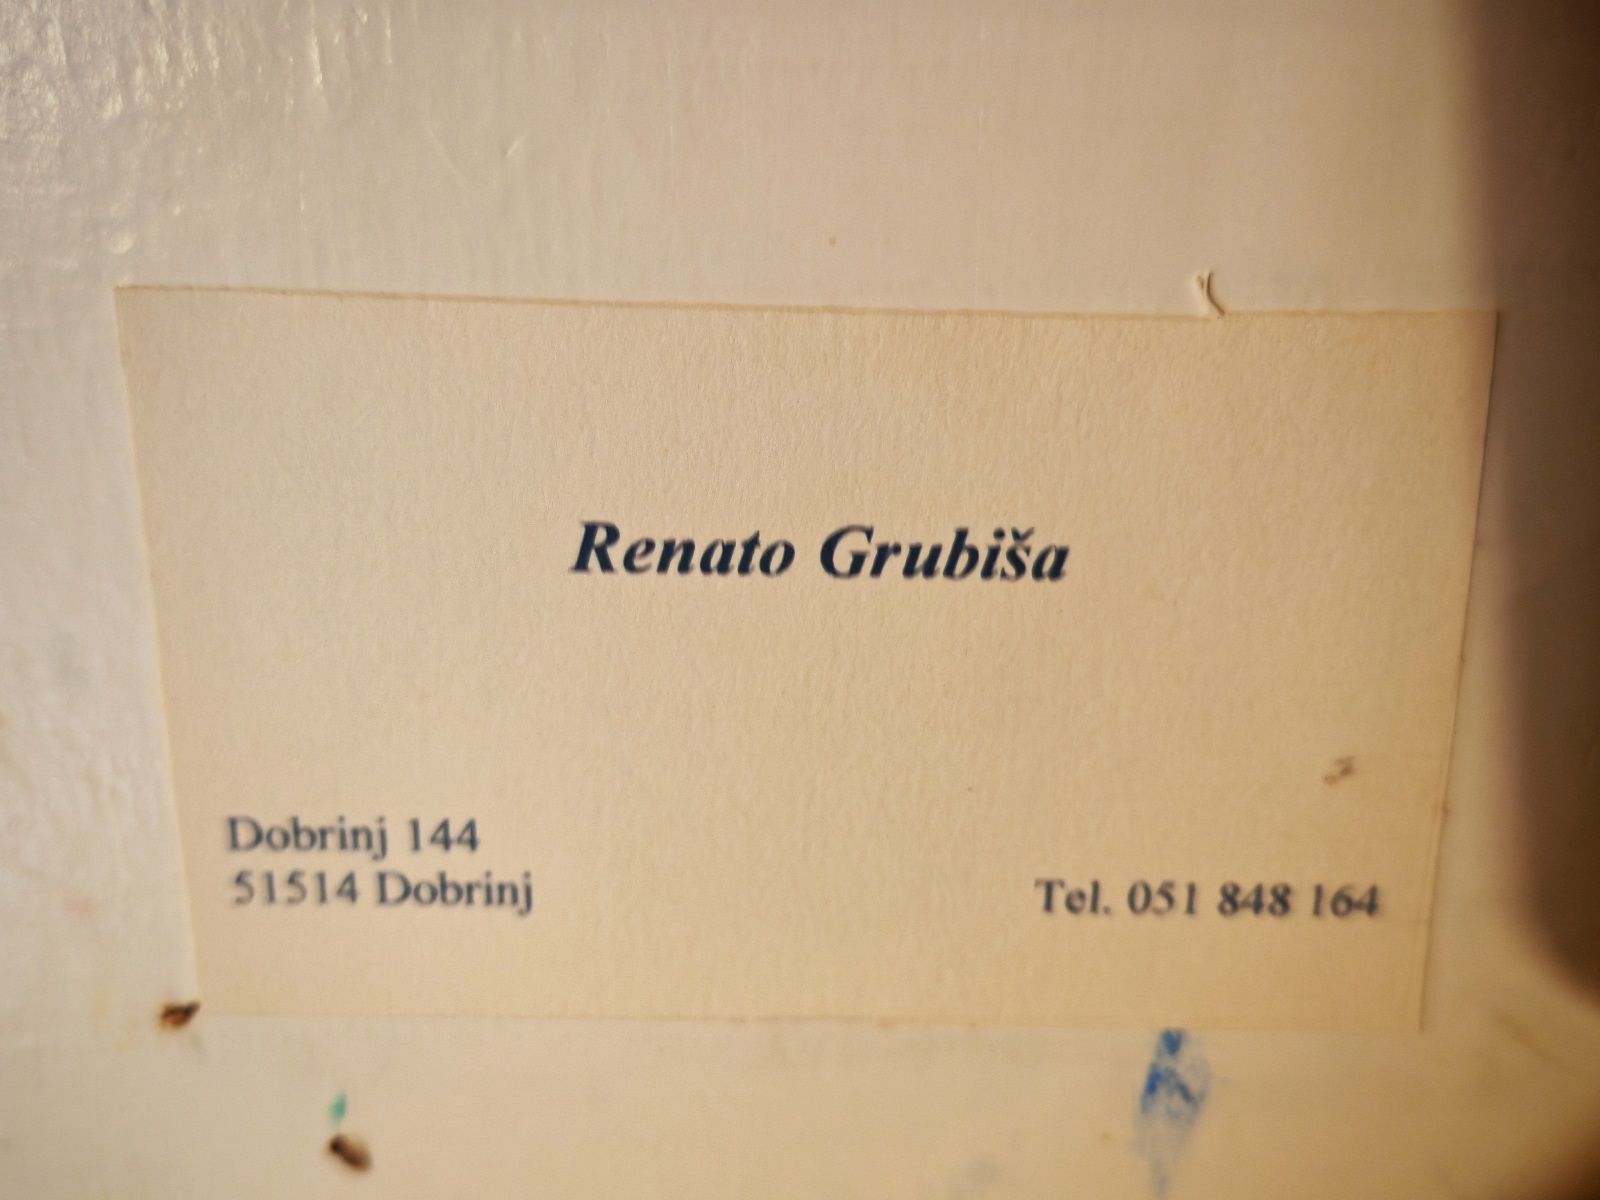 Renato Grubiša
Dobrinj 144
51514 Dobrinj
Tel. 051 848 164